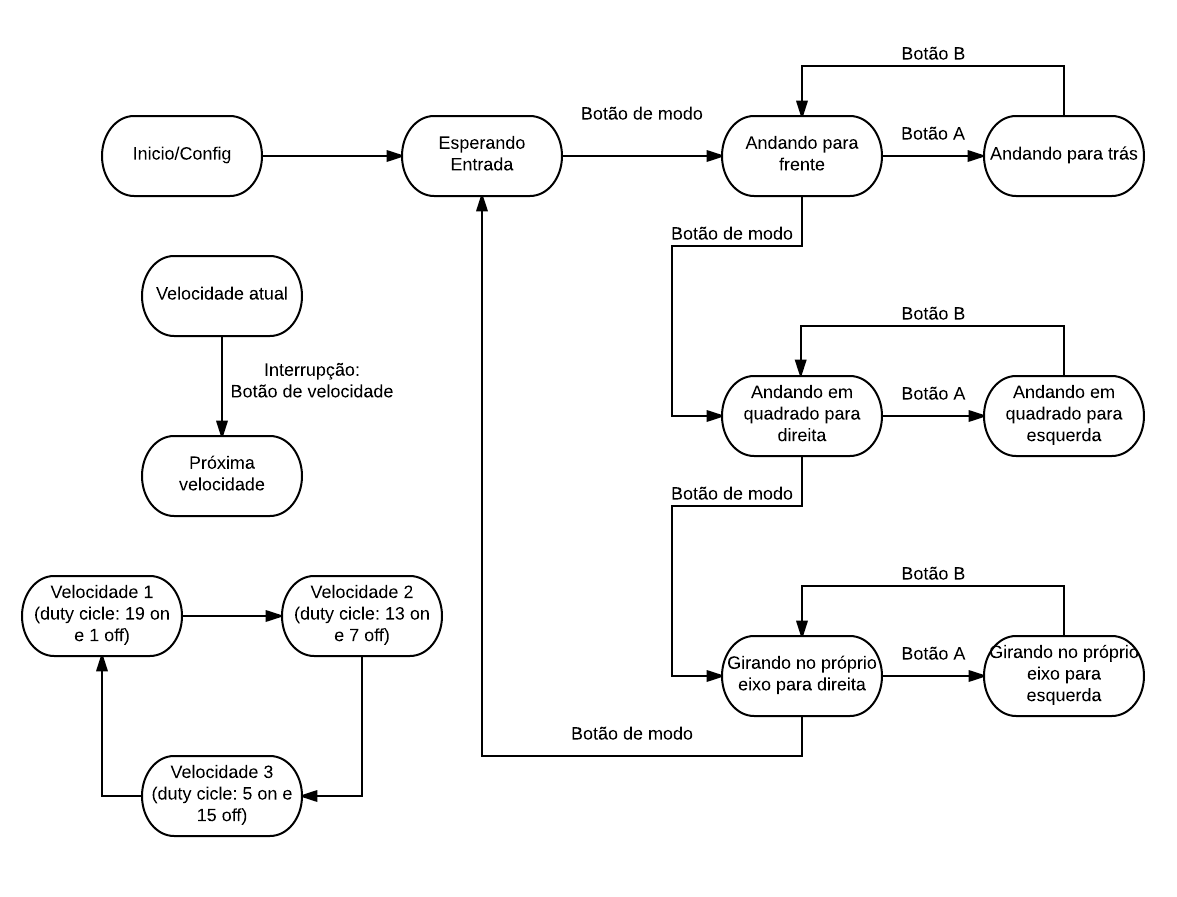 Botão B
Botão de modo
Inicio/Config
Esperando
Entrada
Andando para
frente
Botão A
Andando para trás
Botão de modo
Velocidade atual
Interrupção:
Botão de velocidade
Próxima
velocidade
Botão B
Andando em
quadrado para
direita
Botão A
Andando em
quadrado para
esquerda
Botão de modo
Botão B
Velocidade 1
(duty cicle: 19 on
e 1 off)
Velocidade 2
(duty cicle: 13 on
e 7 off)
Girando no próprio
eixo para direita
Botão A
Girando no próprio
eixo para
esquerda
Botão de modo
Velocidade 3
(duty cicle: 5 on e
15 off)